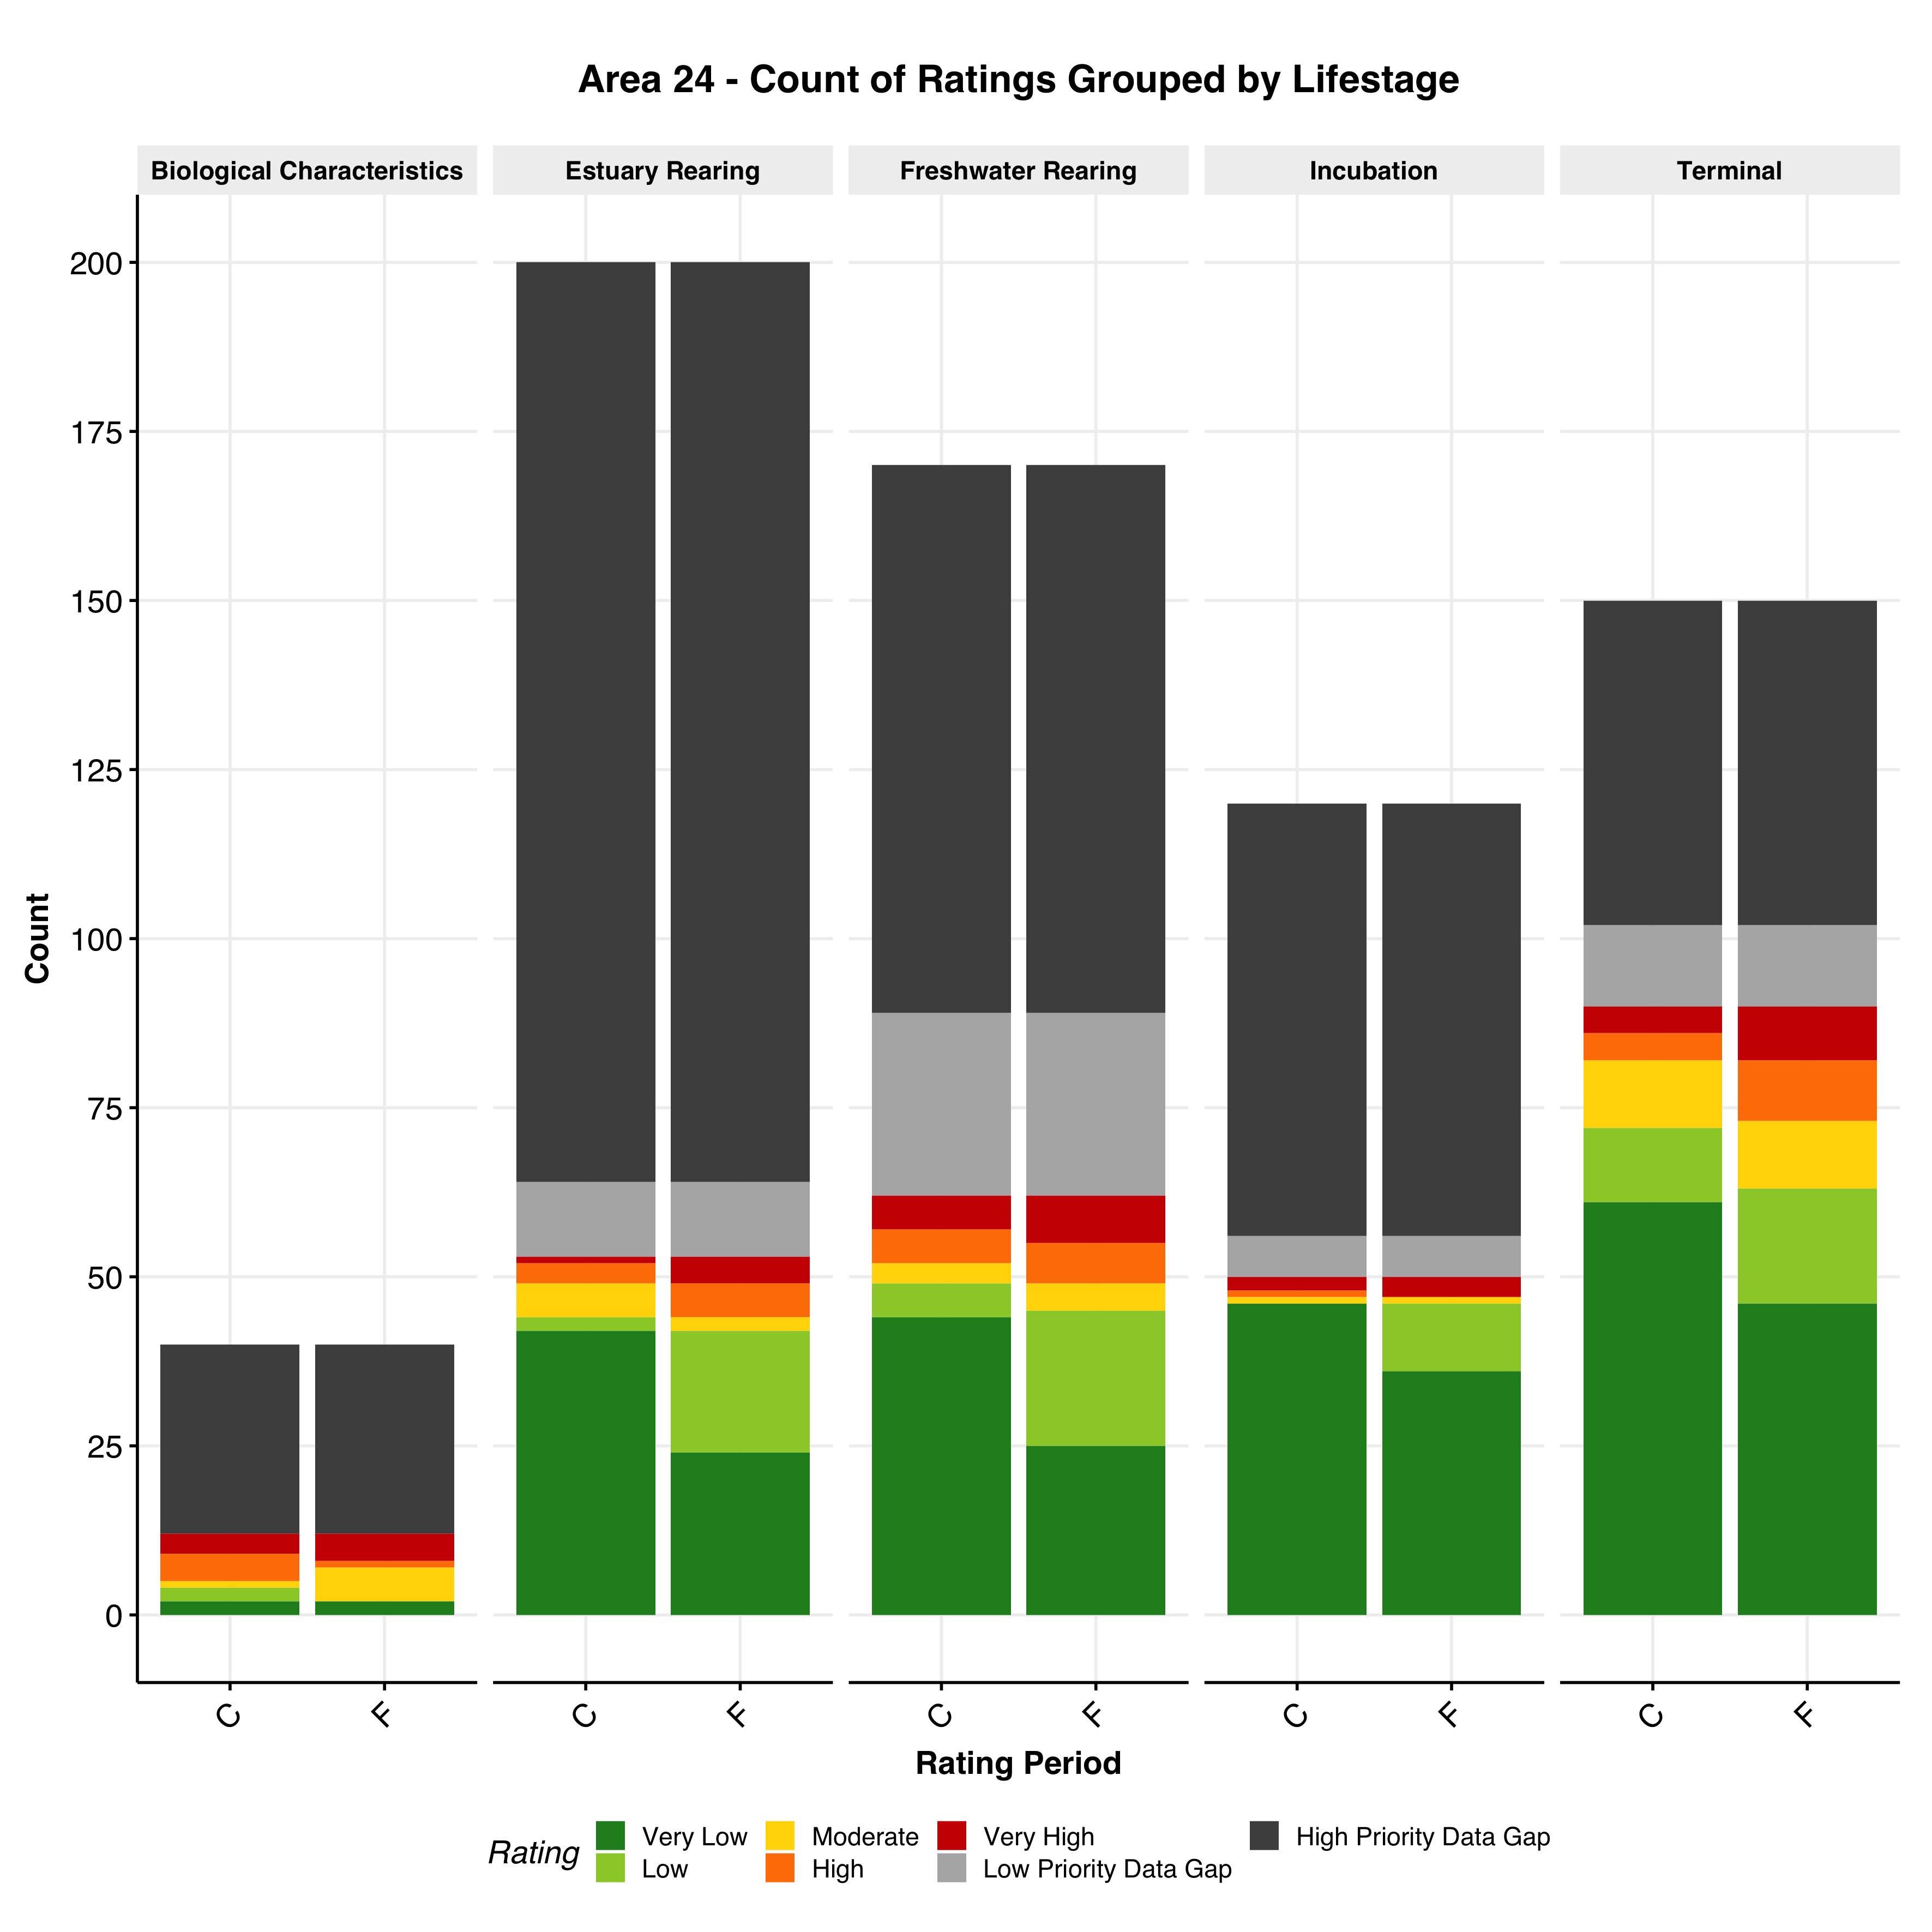 Area 24 - Count of Ratings Grouped by Lifestage
Biological Characteristics Estuary Rearing Freshwater Rearing Incubation Terminal
200
175
150
125
100
75
50
25
0
Count
C F C F C F C F C F
Rating Period
Rating Very Low Moderate Very High High Priority Data Gap
Low High Low Priority Data Gap